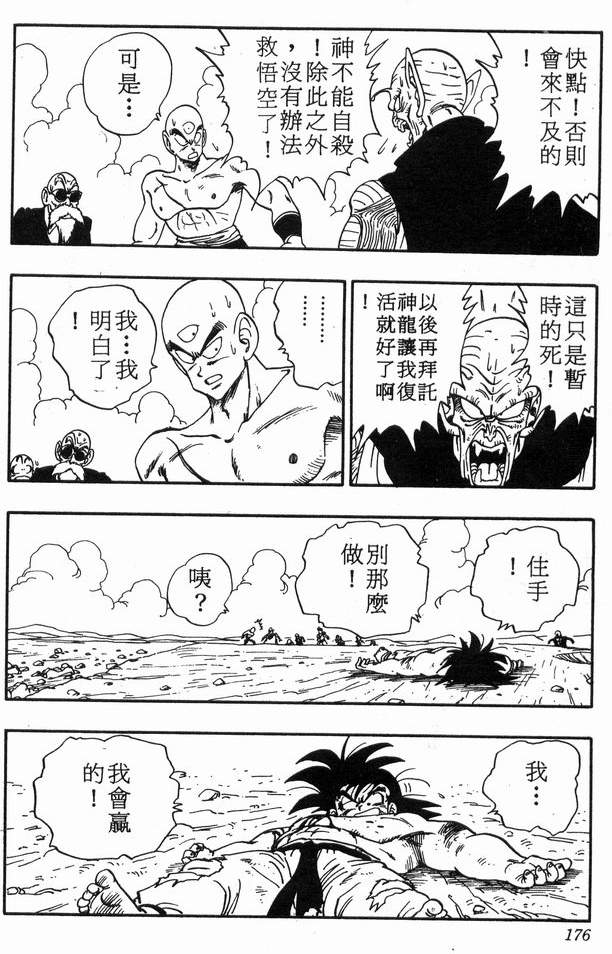 快點！否則
會來不及的
！
神不能自殺
！除此之外
，沒有辦法
救悟空了！
可是…
這只是暫
時的死！
以後再拜託
神龍讓我復
活就好了啊
！
……
……
我…我
明白了
！
住手
！
別那麼
做！
咦？
我…
我會贏
的！
176